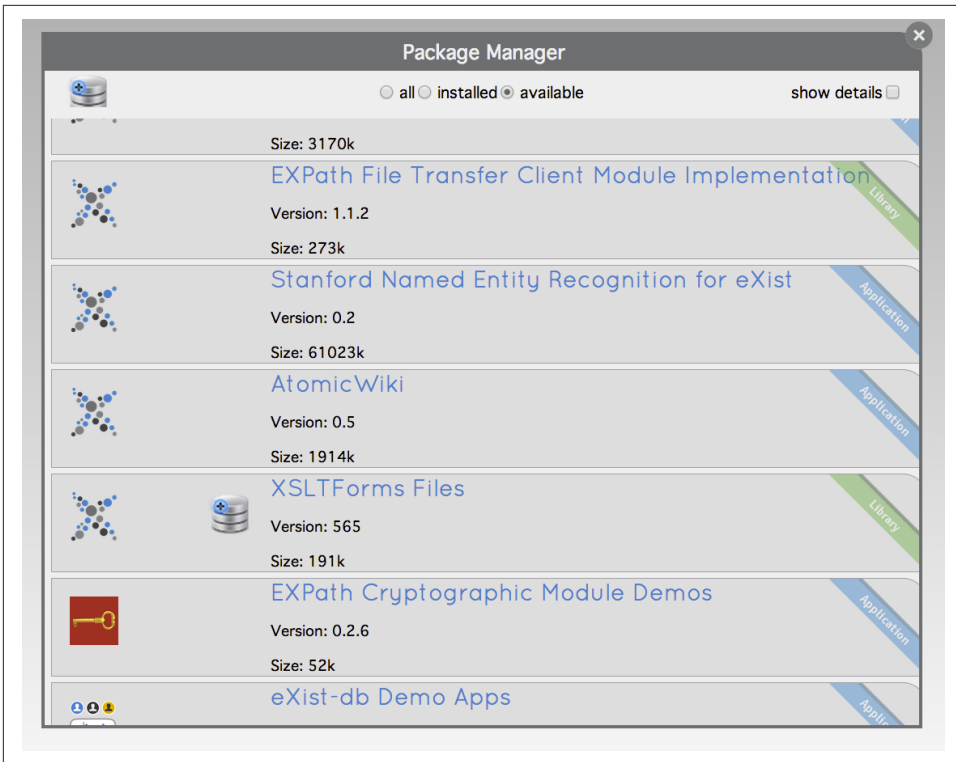 Package Manager
all installed available show details
Size: 3170k
EXPath File Transfer Client Module Implementation
Library
Version: 1.1.2
Size: 273k
Stanford Named Entity Recognition for eXist
Application
Version: 0.2
Size: 61023k
AtomicWiki
Application
Version: 0.5
Size: 1914k
XSLTForms Files
Library
Version: 565
Size: 191k
EXPath Cryptographic Module Demos
Application
Version: 0.2.6
Size: 52k
eXist-db Demo Apps